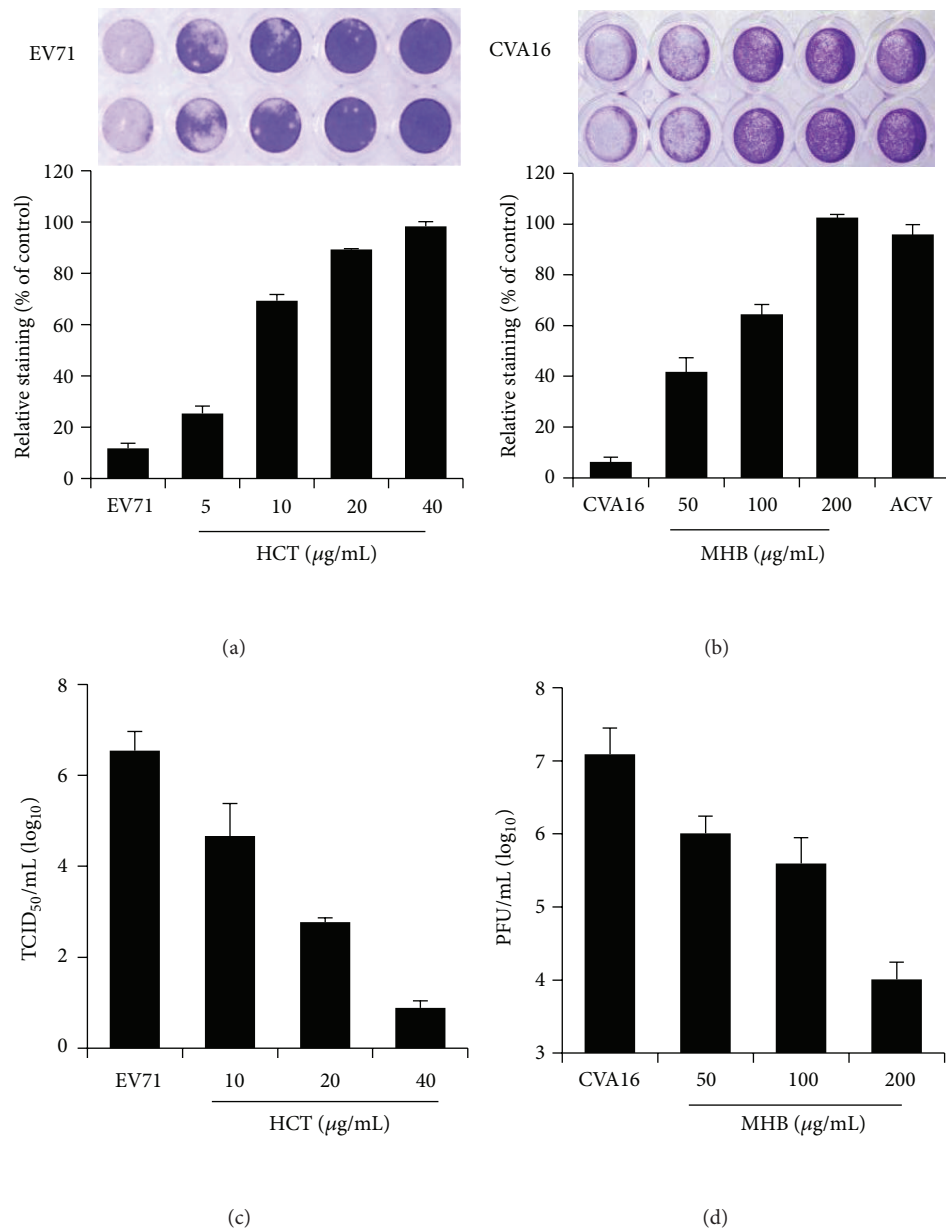 EV71
CVA16
Relative staining (% of control)
120
100
80
60
40
20
0
EV71 5 10 20 40
HCT (μg/mL)
(a)
Relative staining (% of control)
120
100
80
60
40
20
0
CVA16 50 100 200 ACV
MHB (μg/mL)
(b)
TCID₅₀/mL (log₁₀)
8
6
4
2
0
EV71 10 20 40
HCT (μg/mL)
(c)
PFU/mL (log₁₀)
8
7
6
5
4
3
CVA16 50 100 200
MHB (μg/mL)
(d)